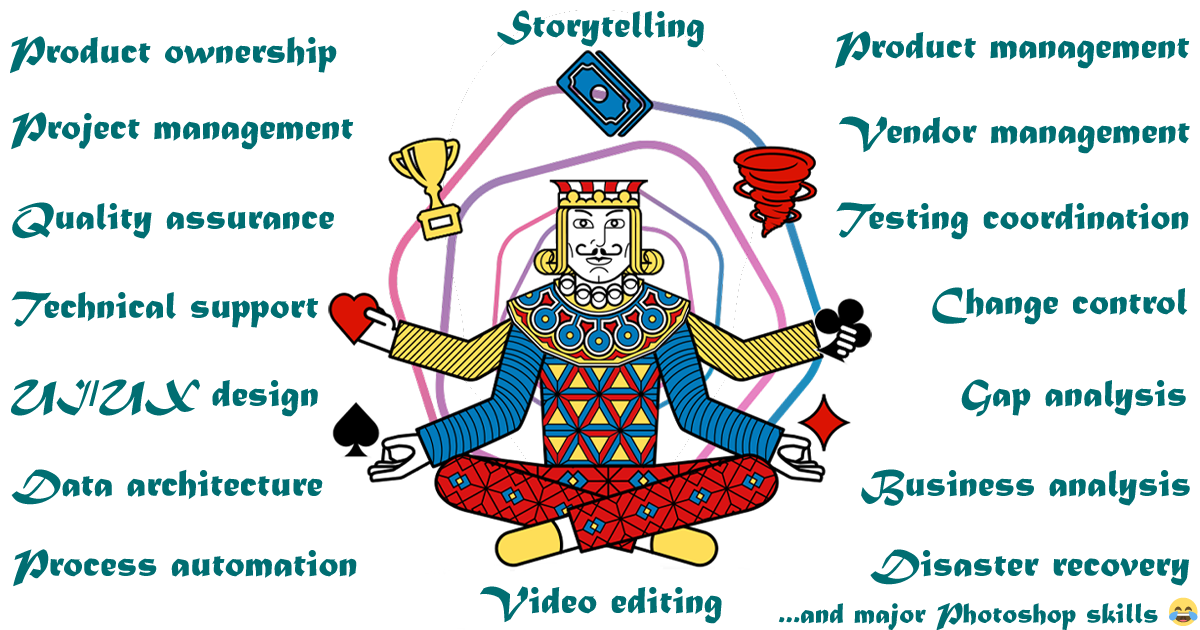 Storytelling
Product ownership
Product management
Project management
Vendor management
Quality assurance
Testing coordination
Technical support
Change control
UI/UX design
Gap analysis
Data architecture
Business analysis
Process automation
Disaster recovery
Video editing
...and major Photoshop skills 😂